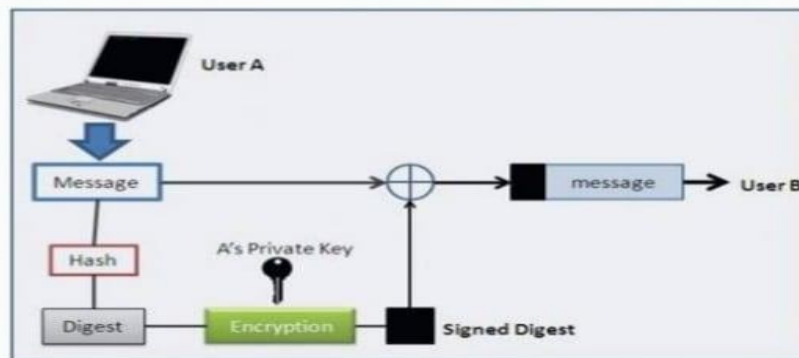 User A
Message
message
User B
Hash
A's Private Key
Digest
Encryption
Signed Digest